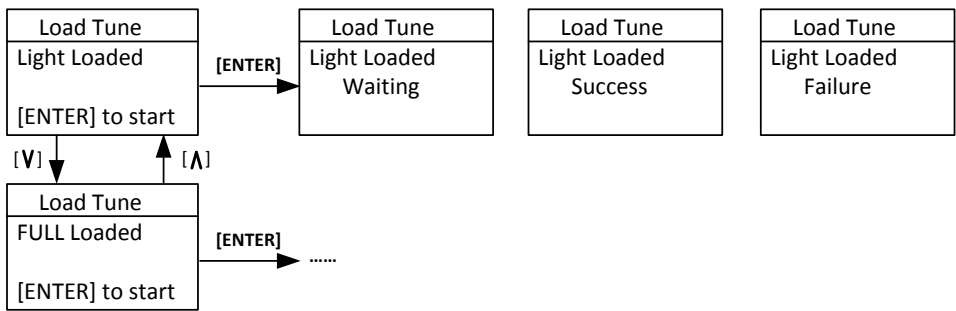 Load Tune
Light Loaded
[ENTER] to start
[ENTER]
Load Tune
Light Loaded
Waiting
Load Tune
Light Loaded
Success
Load Tune
Light Loaded
Failure
[V]
[Λ]
Load Tune
FULL Loaded
[ENTER] to start
[ENTER]
......